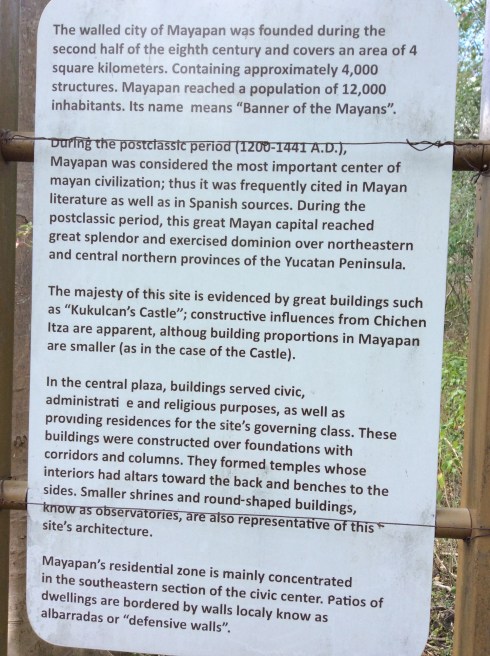 The walled city of Mayapan was founded during the
second half of the eighth century and covers an area of 4
square kilometers. Containing approximately 4,000
structures. Mayapan reached a population of 12,000
inhabitants. Its name means “Banner of the Mayans”.
During the postclassic period (1200-1441 A.D.),
Mayapan was considered the most important center of
mayan civilization; thus it was frequently cited in Mayan
literature as well as in Spanish sources. During the
postclassic period, this great Mayan capital reached
great splendor and exercised dominion over northeastern
and central northern provinces of the Yucatan Peninsula.
The majesty of this site is evidenced by great buildings such
as “Kukulcan’s Castle”; constructive influences from Chichen
Itza are apparent, althoug building proportions in Mayapan
are smaller (as in the case of the Castle).
In the central plaza, buildings served civic,
administrati e and religious purposes, as well as
providing residences for the site’s governing class. These
buildings were constructed over foundations with
corridors and columns. They formed temples whose
interiors had altars toward the back and benches to the
sides. Smaller shrines and round-shaped buildings,
know as observatories, are also representative of this
site’s architecture.
Mayapan’s residential zone is mainly concentrated
in the southeastern section of the civic center. Patios of
dwellings are bordered by walls localy know as
albarradas or “defensive walls”.